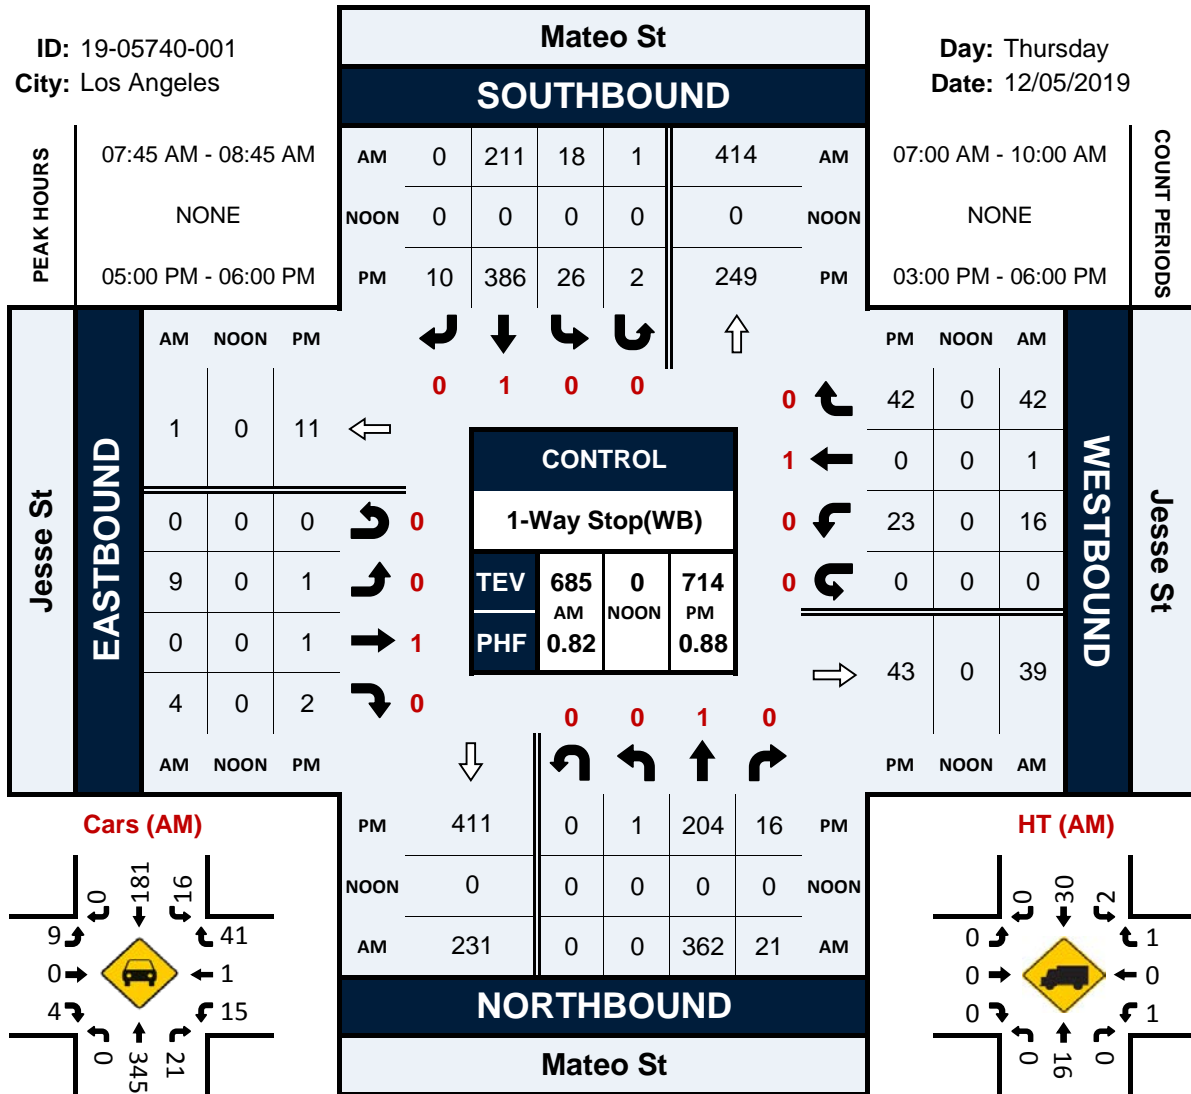 Mateo St
ID: 19-05740-001
Day: Thursday
City: Los Angeles
Date: 12/05/2019
SOUTHBOUND
PEAK HOURS
07:45 AM - 08:45 AM
NONE
05:00 PM - 06:00 PM
AM 0 211 18 1 414 AM
NOON 0 0 0 0 0 NOON
PM 10 386 26 2 249 PM
07:00 AM - 10:00 AM
NONE
03:00 PM - 06:00 PM
COUNT PERIODS
0 1 0 0
Jesse St
EASTBOUND
AM NOON PM
1 0 11
0 0 0 0
9 0 1 0
0 0 1 1
4 0 2 0
AM NOON PM
CONTROL
1-Way Stop(WB)
TEV 685 0 714
AM NOON PM
PHF 0.82 0.88
PM NOON AM
0 42 0 42
1 0 0 1
0 23 0 16
0 0 0 0
43 0 39
PM NOON AM
WESTBOUND
Jesse St
0 0 1 0
PM 411 0 1 204 16 PM
NOON 0 0 0 0 0 NOON
AM 231 0 0 362 21 AM
NORTHBOUND
Mateo St
Cars (AM)
0 181 16
9 41
0 1
4 15
0 345 21
HT (AM)
0 30 2
0 1
0 0
0 1
0 16 0